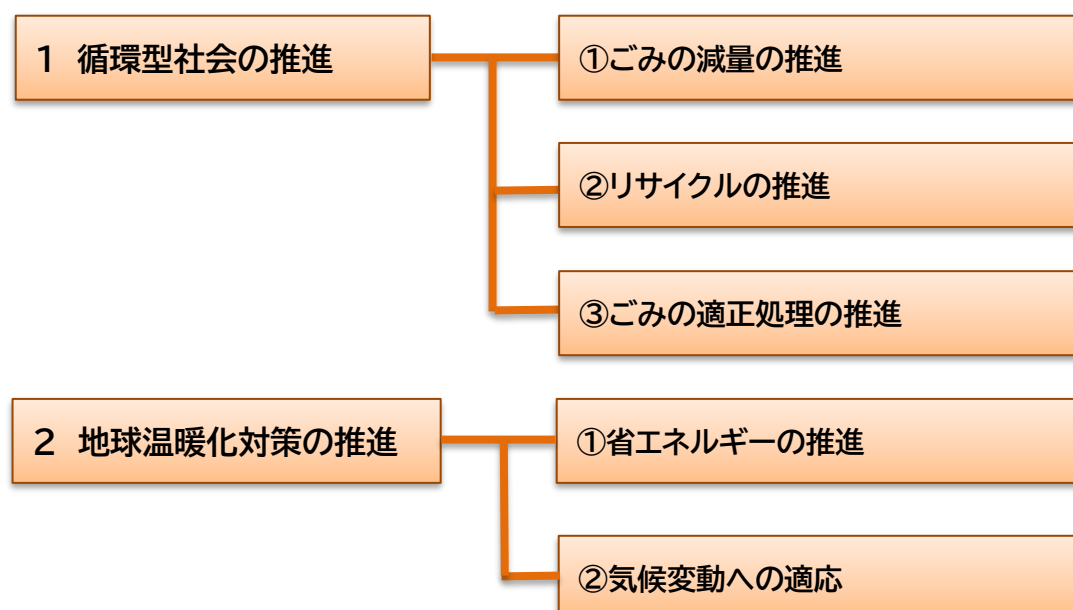 1 循環型社会の推進
①ごみの減量の推進
②リサイクルの推進
③ごみの適正処理の推進
2 地球温暖化対策の推進
①省エネルギーの推進
②気候変動への適応